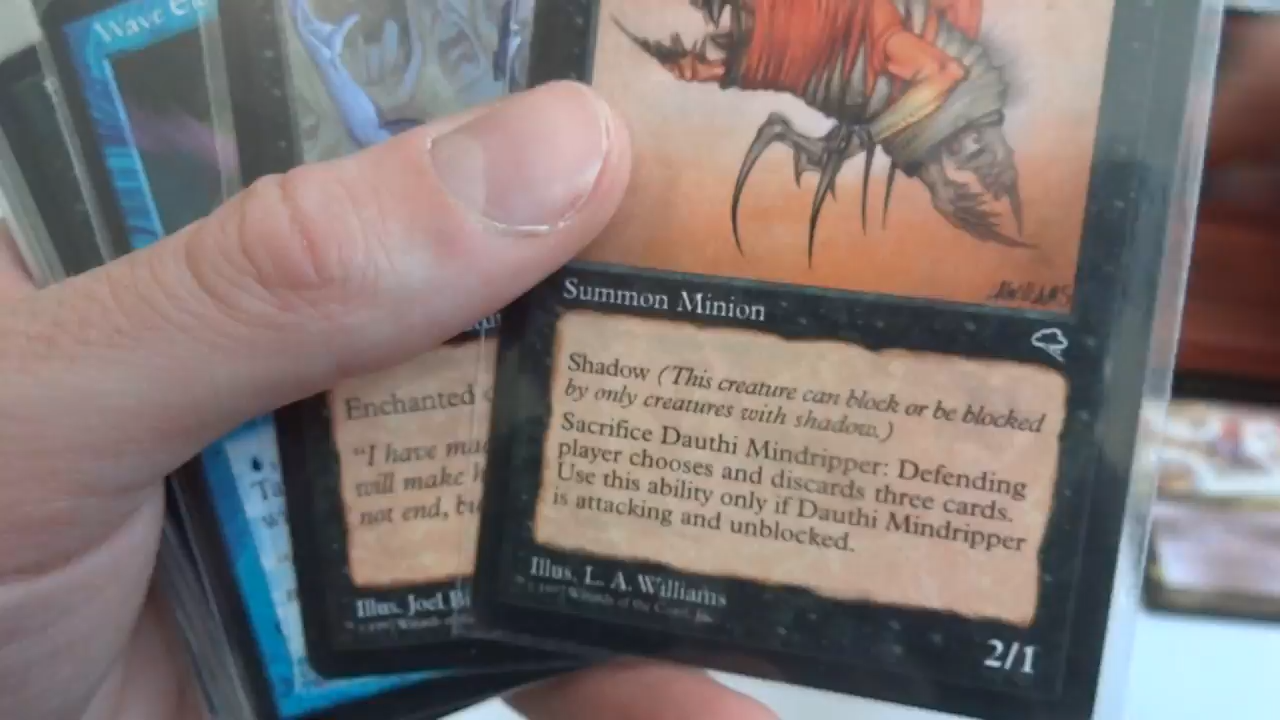 Wave
Summon Minion
Shadow (This creature can block or be blocked
by only creatures with shadow.)
Sacrifice Dauthi Mindripper: Defending
player chooses and discards three cards.
Use this ability only if Dauthi Mindripper
is attacking and unblocked.
Illus. L. A. Williams
2/1
Enchanted
"I have
will make
not end,
Illus. Joel